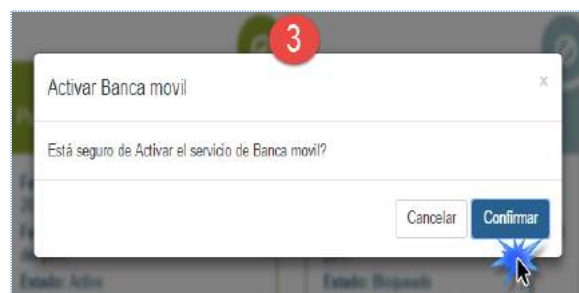 3
Activar Banca movil
x
Está seguro de Activar el servicio de Banca movil?
Cancelar
Confirmar
Estado: Activo
Estado: Bloqueado